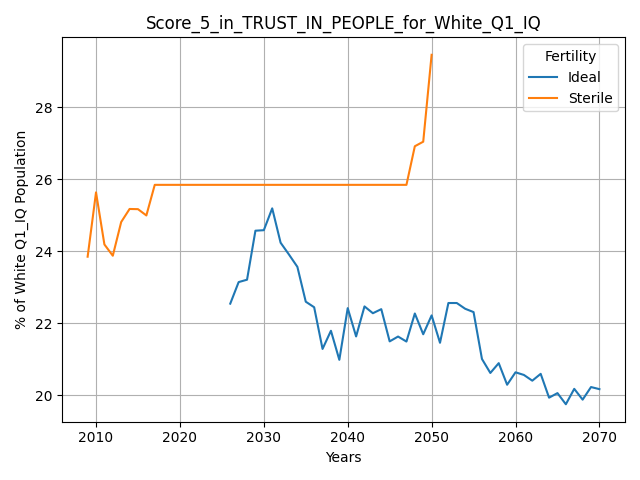 Score_5_in_TRUST_IN_PEOPLE_for_White_Q1_IQ
Fertility
Ideal
Sterile
% of White Q1_IQ Population
28
26
24
22
20
2010 2020 2030 2040 2050 2060 2070
Years